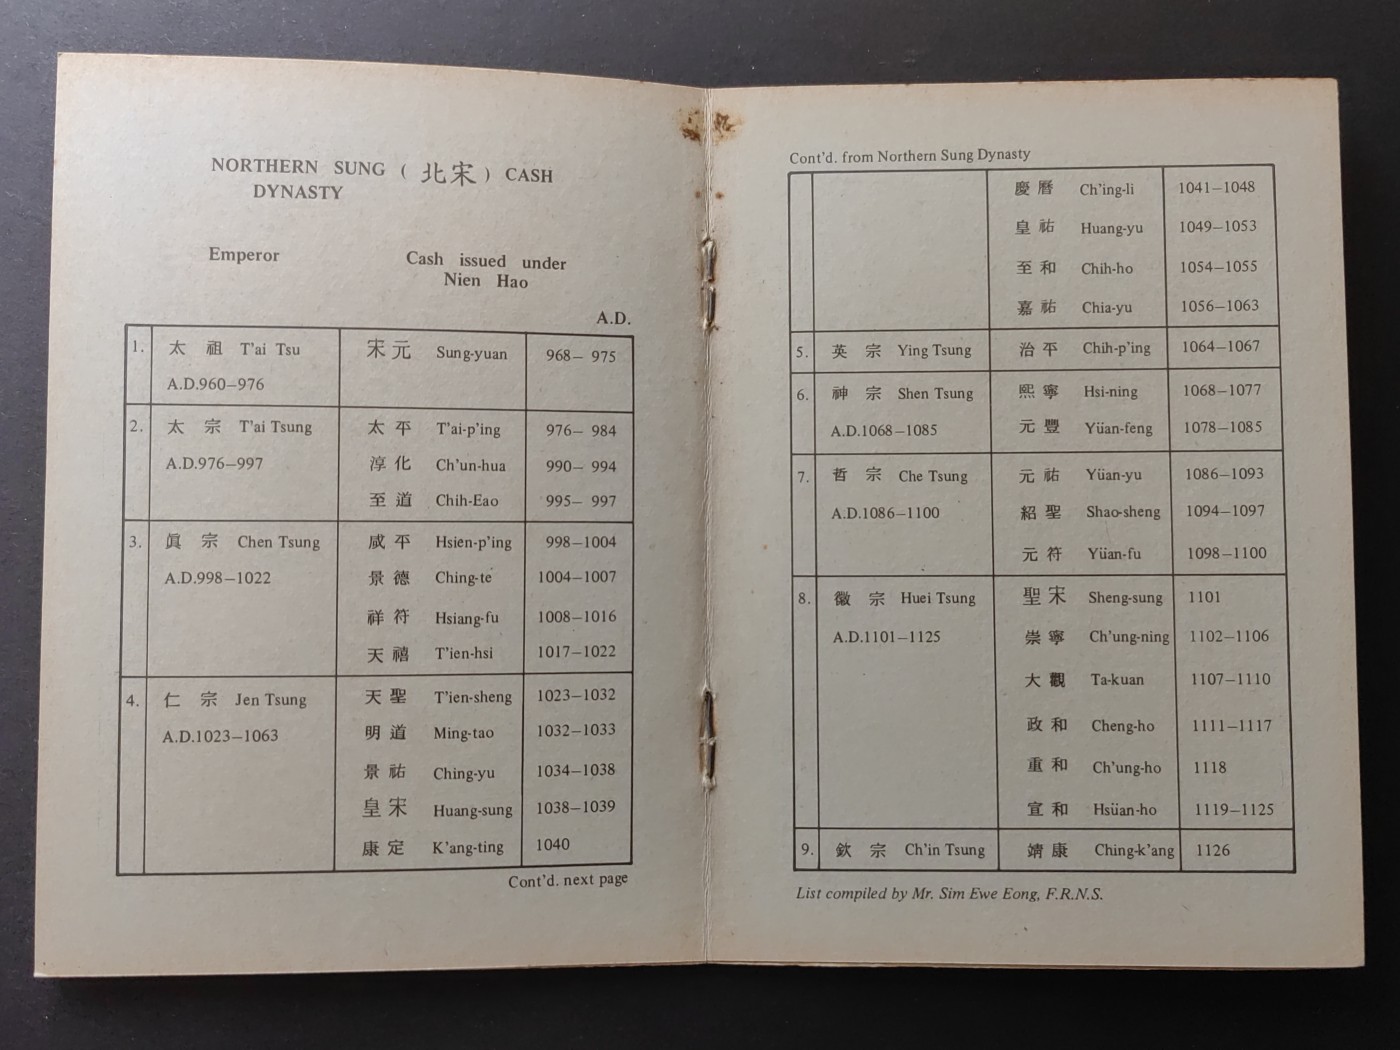 NORTHERN SUNG (北宋) CASH
DYNASTY
Emperor
Cash issued under
Nien Hao
A.D.
1. 太祖 T'ai Tsu 宋元 Sung-yuan 968–975
A.D.960–976
2. 太宗 T'ai Tsung 太平 T'ai-p'ing 976–984
A.D.976–997 淳化 Ch'un-hua 990–994
至道 Chih-Eao 995–997
3. 眞宗 Chen Tsung 咸平 Hsien-p'ing 998–1004
A.D.998–1022 景德 Ching-te 1004–1007
祥符 Hsiang-fu 1008–1016
天禧 T'ien-hsi 1017–1022
4. 仁宗 Jen Tsung 天聖 T'ien-sheng 1023–1032
A.D.1023–1063 明道 Ming-tao 1032–1033
景祐 Ching-yu 1034–1038
皇宋 Huang-sung 1038–1039
康定 K'ang-ting 1040
Cont'd. next page
Cont'd. from Northern Sung Dynasty
慶曆 Ch'ing-li 1041–1048
皇祐 Huang-yu 1049–1053
至和 Chih-ho 1054–1055
嘉祐 Chia-yu 1056–1063
5. 英宗 Ying Tsung 治平 Chih-p'ing 1064–1067
6. 神宗 Shen Tsung 熙寧 Hsi-ning 1068–1077
A.D.1068–1085 元豐 Yüan-feng 1078–1085
7. 哲宗 Che Tsung 元祐 Yüan-yu 1086–1093
A.D.1086–1100 紹聖 Shao-sheng 1094–1097
元符 Yüan-fu 1098–1100
8. 徽宗 Huei Tsung 聖宋 Sheng-sung 1101
A.D.1101–1125 崇寧 Ch'ung-ning 1102–1106
大觀 Ta-kuan 1107–1110
政和 Cheng-ho 1111–1117
重和 Ch'ung-ho 1118
宣和 Hsüan-ho 1119–1125
9. 欽宗 Ch'in Tsung 靖康 Ching-k'ang 1126
List compiled by Mr. Sim Ewe Eong, F.R.N.S.